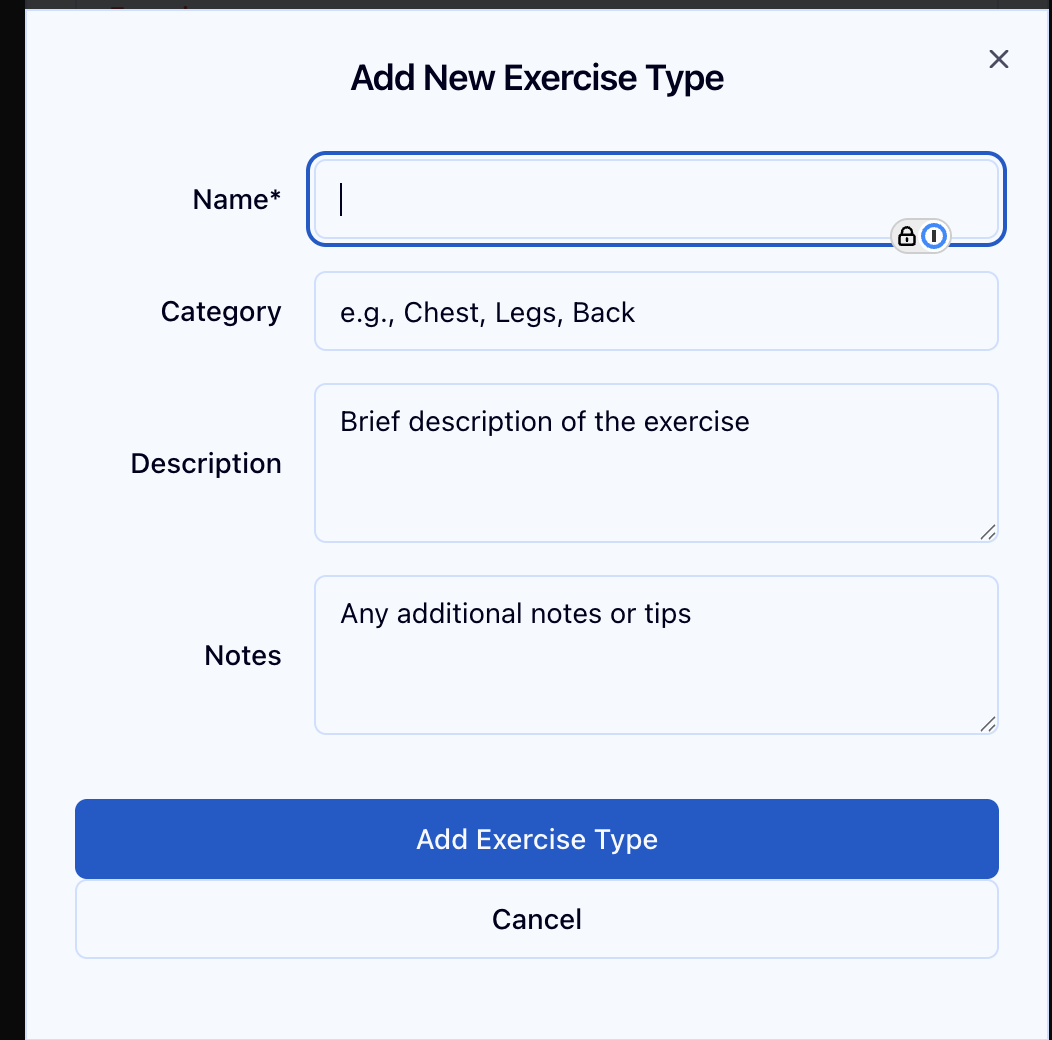 Add New Exercise Type
Name*
Category
e.g., Chest, Legs, Back
Description
Brief description of the exercise
Notes
Any additional notes or tips
Add Exercise Type
Cancel